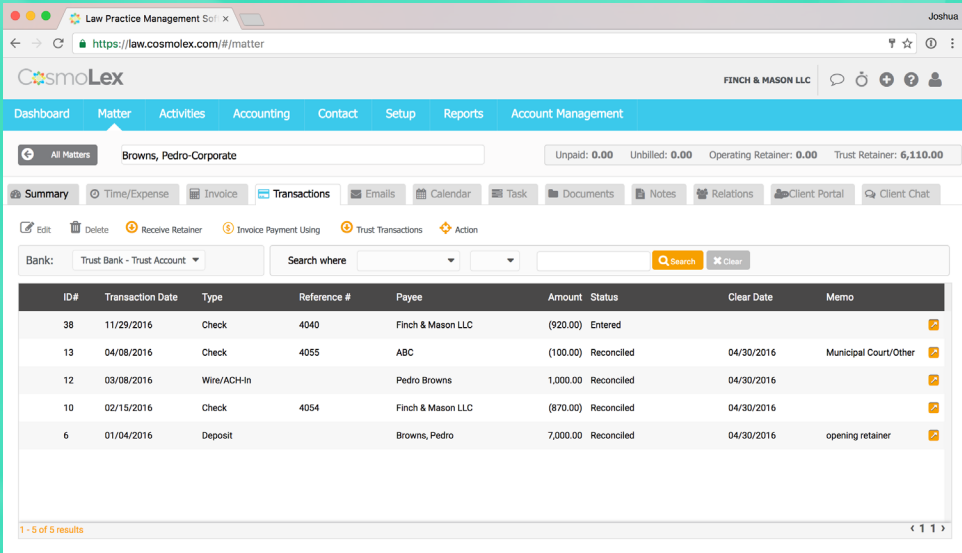 Law Practice Management Sof
Joshua
https://law.cosmolex.com/#/matter
CosmoLex
FINCH & MASON LLC
Dashboard Matter Activities Accounting Contact Setup Reports Account Management
All Matters Browns, Pedro-Corporate Unpaid: 0.00 Unbilled: 0.00 Operating Retainer: 0.00 Trust Retainer: 6,110.00
Summary Time/Expense Invoice Transactions Emails Calendar Task Documents Notes Relations Client Portal Client Chat
Edit Delete Receive Retainer Invoice Payment Using Trust Transactions Action
Bank: Trust Bank - Trust Account Search where Search Clear
ID# Transaction Date Type Reference # Payee Amount Status Clear Date Memo
38 11/29/2016 Check 4040 Finch & Mason LLC (920.00) Entered
13 04/08/2016 Check 4055 ABC (100.00) Reconciled 04/30/2016 Municipal Court/Other
12 03/08/2016 Wire/ACH-In Pedro Browns 1,000.00 Reconciled 04/30/2016
10 02/15/2016 Check 4054 Finch & Mason LLC (870.00) Reconciled 04/30/2016
6 01/04/2016 Deposit Browns, Pedro 7,000.00 Reconciled 04/30/2016 opening retainer
1 - 5 of 5 results
1 1